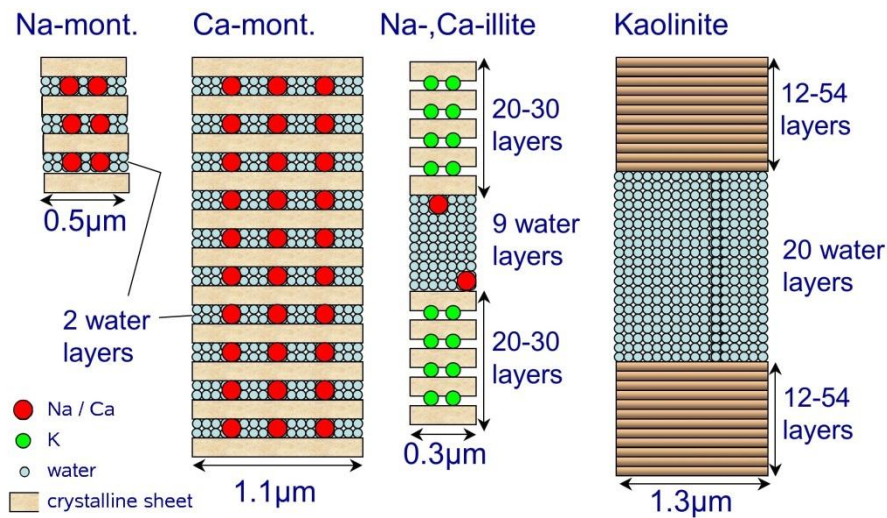 Na-mont.
Ca-mont.
Na-,Ca-illite
Kaolinite
20-30
layers
12-54
layers
0.5µm
9 water
layers
20 water
layers
2 water
layers
20-30
layers
12-54
layers
Na / Ca
K
water
crystalline sheet
1.1µm
0.3µm
1.3µm